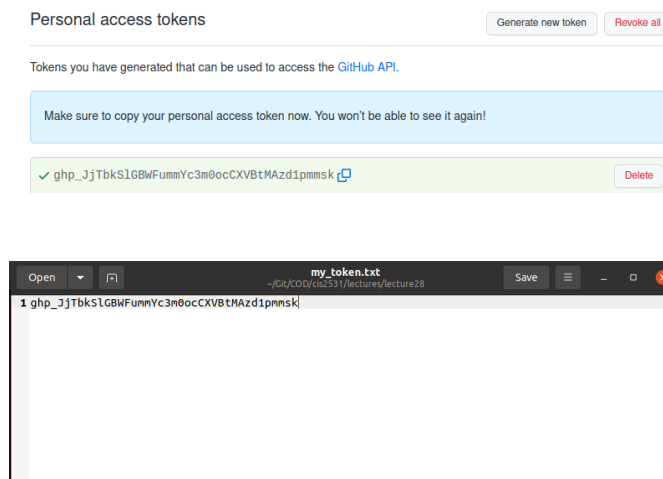 Personal access tokens
Generate new token
Revoke all
Tokens you have generated that can be used to access the GitHub API.
Make sure to copy your personal access token now. You won't be able to see it again!
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
Delete
Open
my_token.txt
~/Git/COD/cis2531/lectures/lecture28
Save
1 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